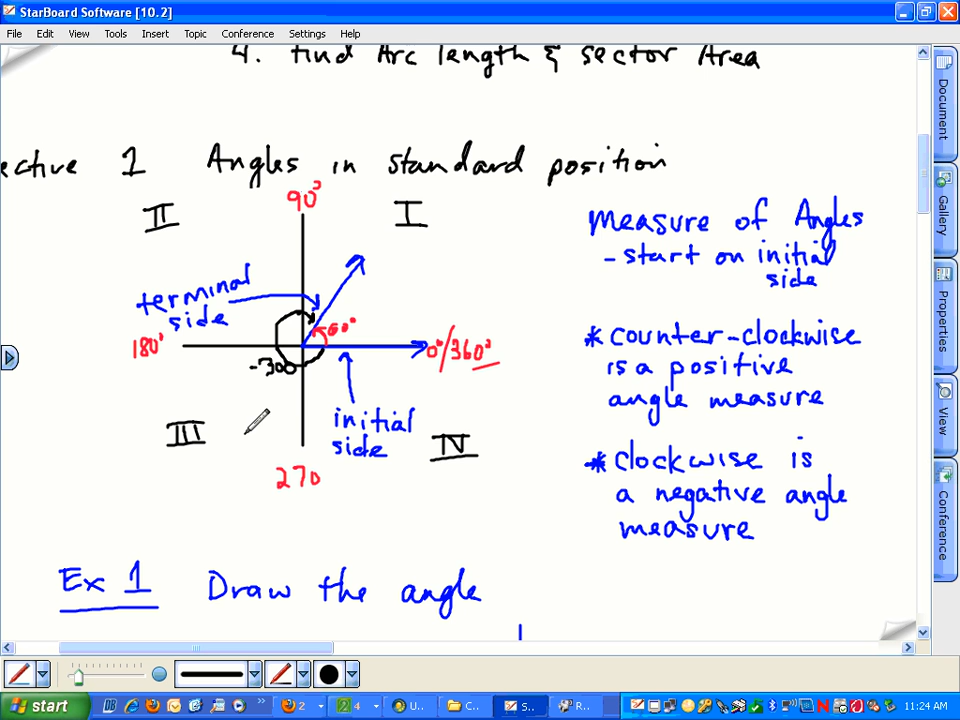 StarBoard Software [10.2]
File Edit View Tools Insert Topic Conference Settings Help
4. find Arc length & sector Area
ective 1 Angles in standard position
90°
II
I
terminal
side
60°
180°
0°/360°
-300
initial
side
III
IV
270
Measure of Angles
- start on initial
side
* counter-clockwise
is a positive
angle measure
* clockwise is
a negative angle
measure
Ex 1 Draw the angle
Document
Gallery
Properties
View
Conference
start
2
4
U...
C...
S...
R...
11:24 AM